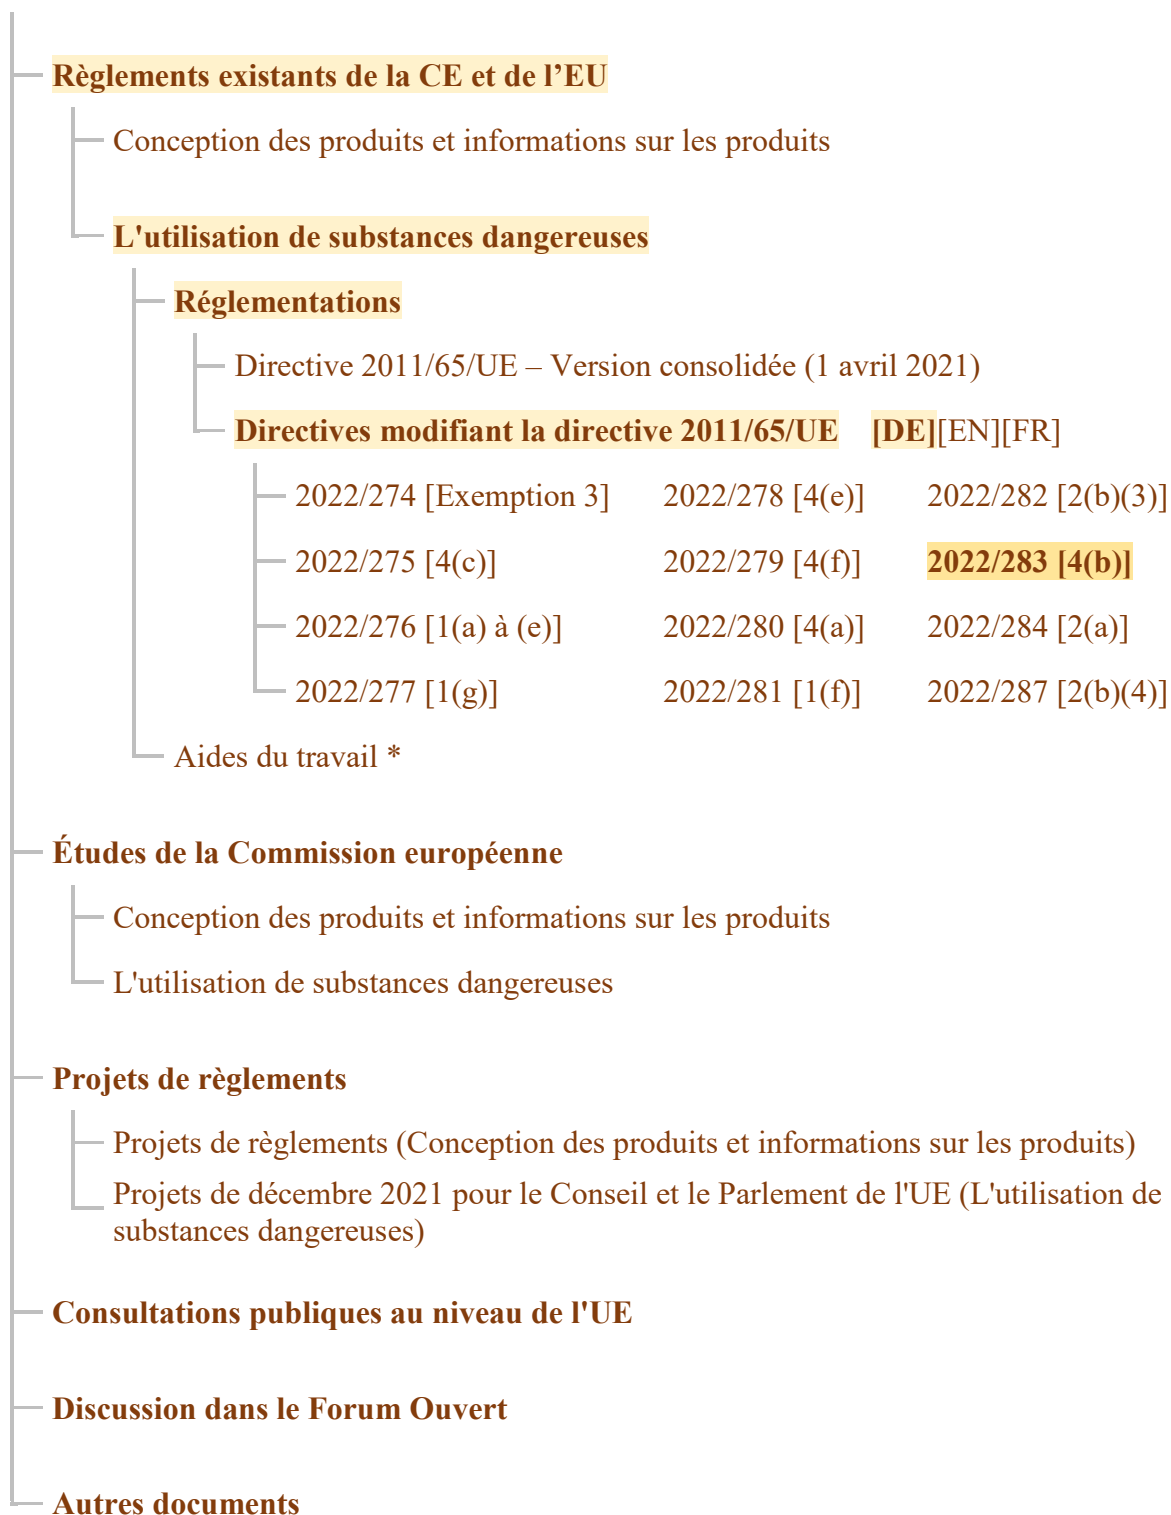 Règlements existants de la CE et de l’EU
Conception des produits et informations sur les produits
L'utilisation de substances dangereuses
Réglementations
Directive 2011/65/UE – Version consolidée (1 avril 2021)
Directives modifiant la directive 2011/65/UE [DE][EN][FR]
2022/274 [Exemption 3] 2022/278 [4(e)] 2022/282 [2(b)(3)]
2022/275 [4(c)] 2022/279 [4(f)] 2022/283 [4(b)]
2022/276 [1(a) à (e)] 2022/280 [4(a)] 2022/284 [2(a)]
2022/277 [1(g)] 2022/281 [1(f)] 2022/287 [2(b)(4)]
Aides du travail *
Études de la Commission européenne
Conception des produits et informations sur les produits
L'utilisation de substances dangereuses
Projets de règlements
Projets de règlements (Conception des produits et informations sur les produits)
Projets de décembre 2021 pour le Conseil et le Parlement de l'UE (L'utilisation de
substances dangereuses)
Consultations publiques au niveau de l'UE
Discussion dans le Forum Ouvert
Autres documents